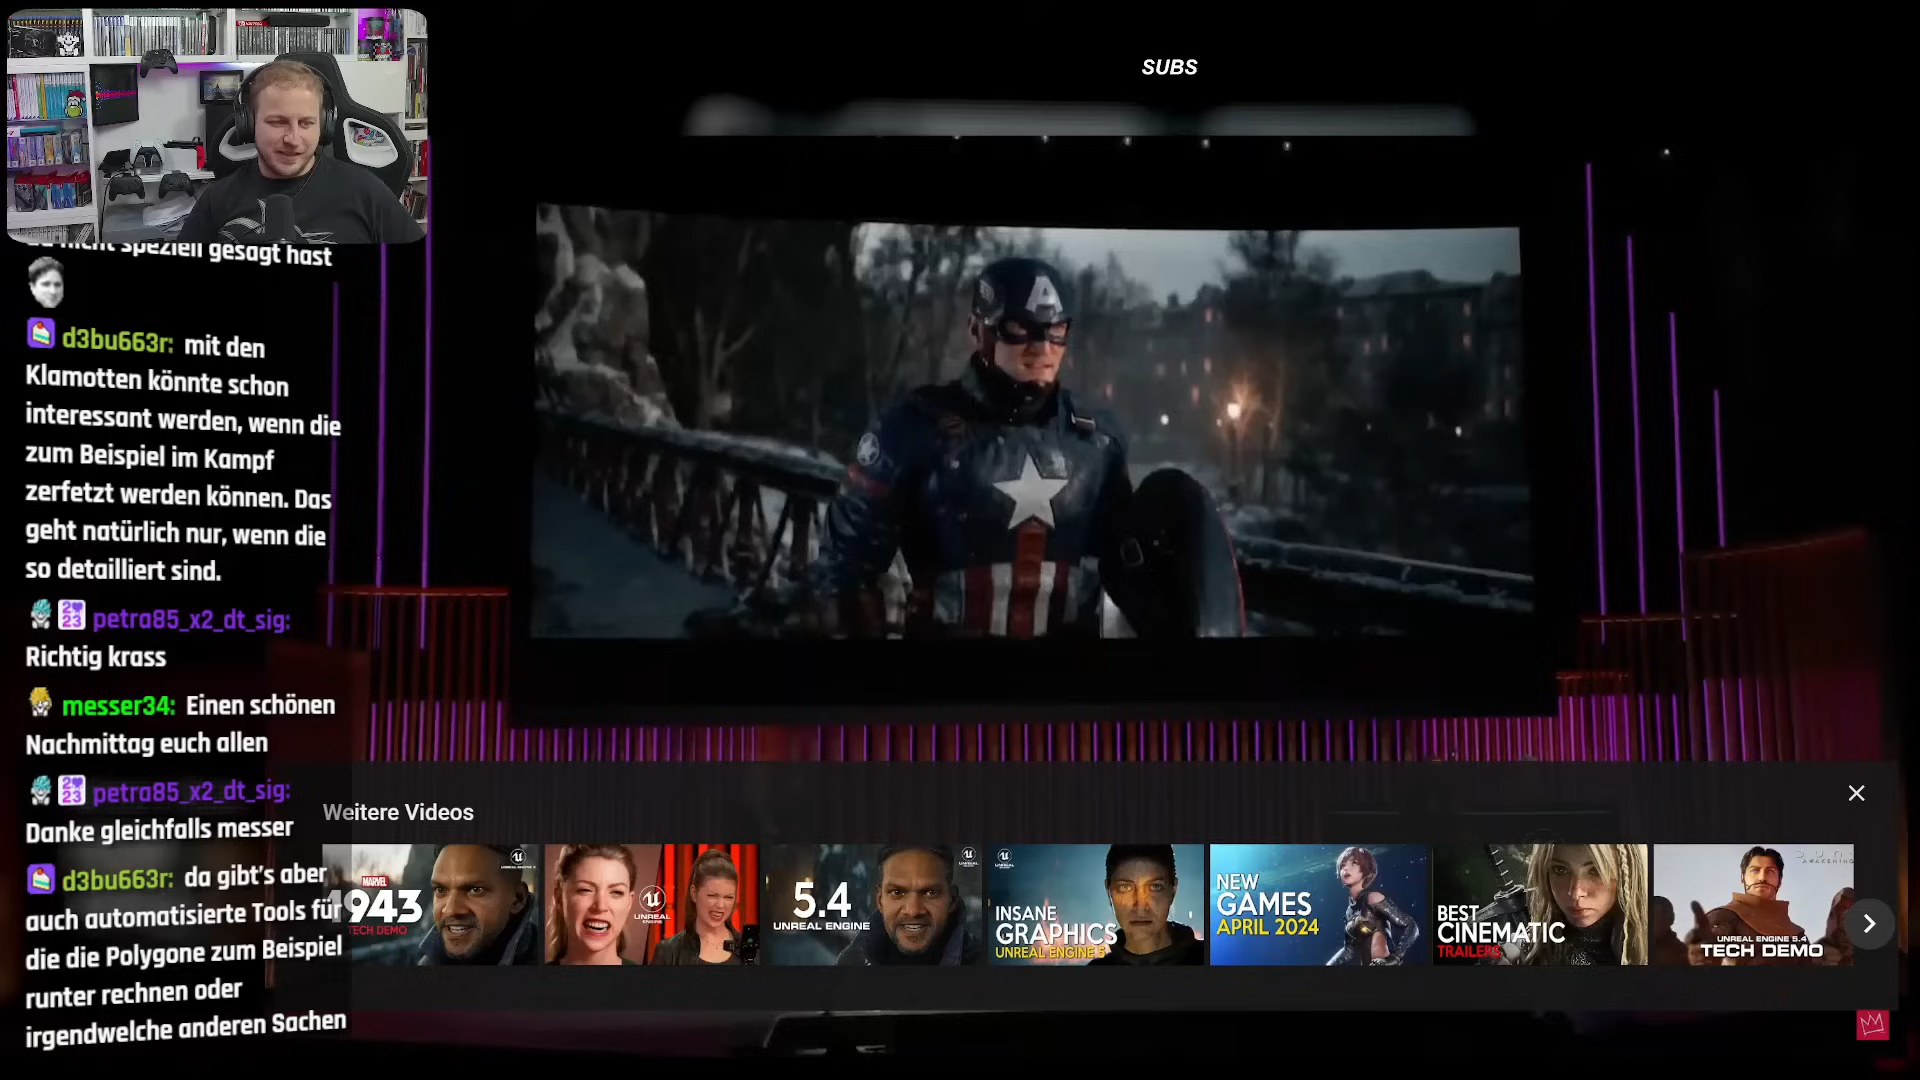 SUBS
speziell gesagt hast
d3bu663r: mit den
Klamotten könnte schon
interessant werden, wenn die
zum Beispiel im Kampf
zerfetzt werden können. Das
geht natürlich nur, wenn die
so detailliert sind.
petra85_x2_dt_sig:
Richtig krass
messer34: Einen schönen
Nachmittag euch allen
petra85_x2_dt_sig:
Danke gleichfalls messer
d3bu663r: da gibt's aber
auch automatisierte Tools für
die die Polygone zum Beispiel
runter rechnen oder
irgendwelche anderen Sachen
A
Weitere Videos
MARVEL
1943
TECH DEMO
UNREAL
5.4
UNREAL ENGINE
INSANE
GRAPHICS
UNREAL ENGINE 5
NEW
GAMES
APRIL 2024
BEST
CINEMATIC
TRAILERS
AWAKENING
UNREAL ENGINE 5.4
TECH DEMO